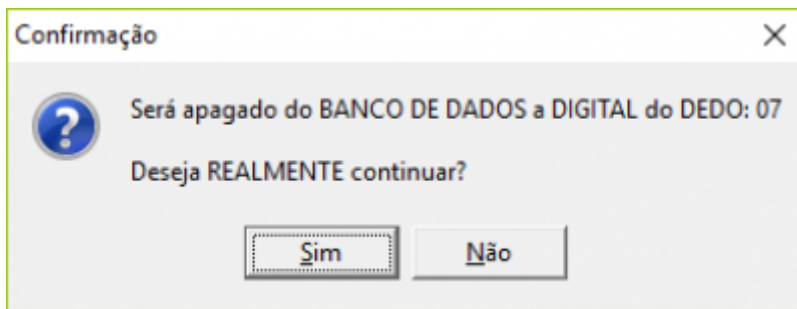 Confirmação
Será apagado do BANCO DE DADOS a DIGITAL do DEDO: 07
Deseja REALMENTE continuar?
Sim
Não